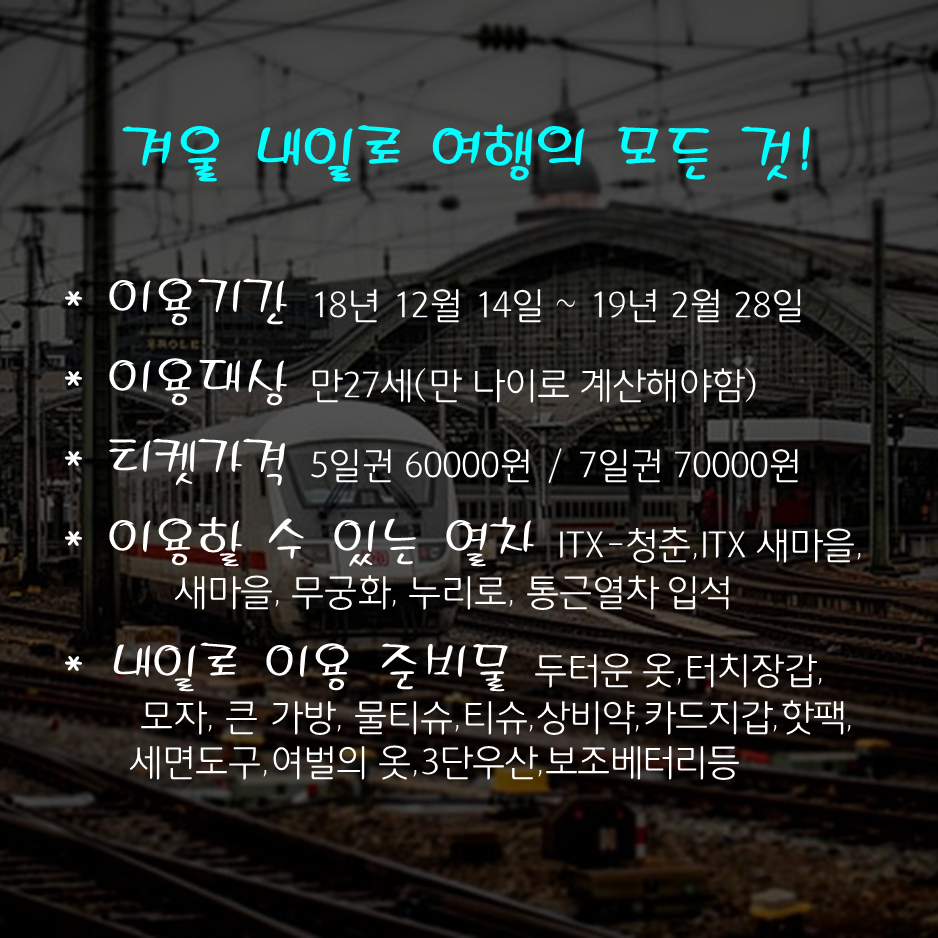 겨울 내일로 여행의 모든 것!
* 이용기간 18년 12월 14일 ~ 19년 2월 28일
* 이용대상 만27세(만 나이로 계산해야함)
* 티켓가격 5일권 60000원 / 7일권 70000원
* 이용할 수 있는 열차 ITX-청춘,ITX 새마을,
새마을, 무궁화, 누리로, 통근열차 입석
* 내일로 이용 준비물 두터운 옷,터치장갑,
모자, 큰 가방, 물티슈,티슈,상비약,카드지갑,핫팩,
세면도구,여벌의 옷,3단우산,보조베터리등